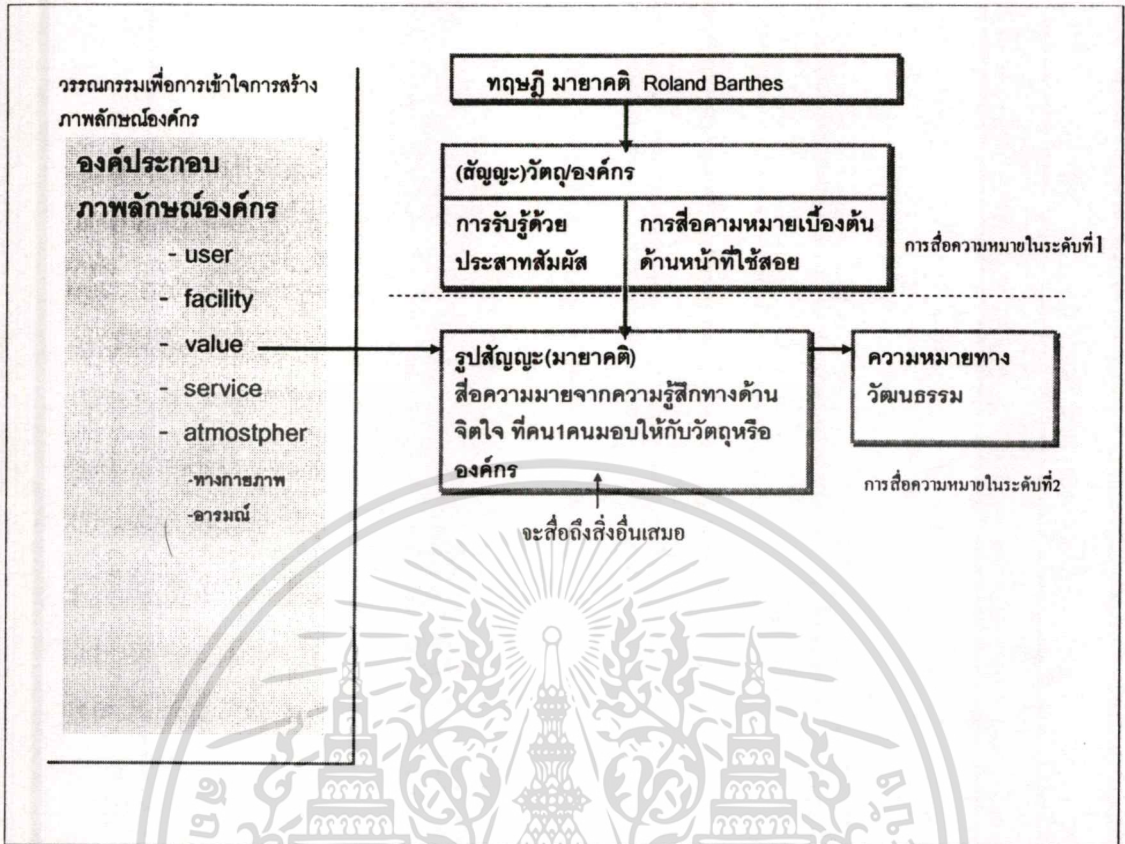 วรรณกรรมเพื่อการเข้าใจการสร้าง
ภาพลักษณ์องค์กร
องค์ประกอบ
ภาพลักษณ์องค์กร
- user
- facility
- value
- service
- atmostpher
-ทางกายภาพ
-อารมณ์
ทฤษฎี มายาคติ Roland Barthes
(สัญญะ)วัตถุ/องค์กร
การรับรู้ด้วย
ประสาทสัมผัส
การสื่อคามหมายเบื้องต้น
ด้านหน้าที่ใช้สอย
การสื่อความหมายในระดับที่1
รูปสัญญะ(มายาคติ)
สื่อความมายจากความรู้สึกทางด้าน
จิตใจ ที่คน1คนมอบให้กับวัตถุหรือ
องค์กร
จะสื่อถึงสิ่งอื่นเสมอ
ความหมายทาง
วัฒนธรรม
การสื่อความหมายในระดับที่2